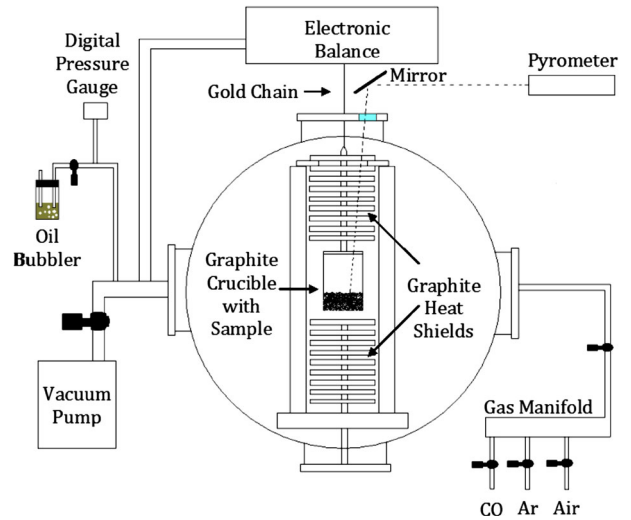 Electronic
Balance
Digital
Pressure
Gauge
Mirror
Pyrometer
Gold Chain
Oil
Bubbler
Graphite
Crucible
with
Sample
Graphite
Heat
Shields
Vacuum
Pump
Gas Manifold
CO Ar Air